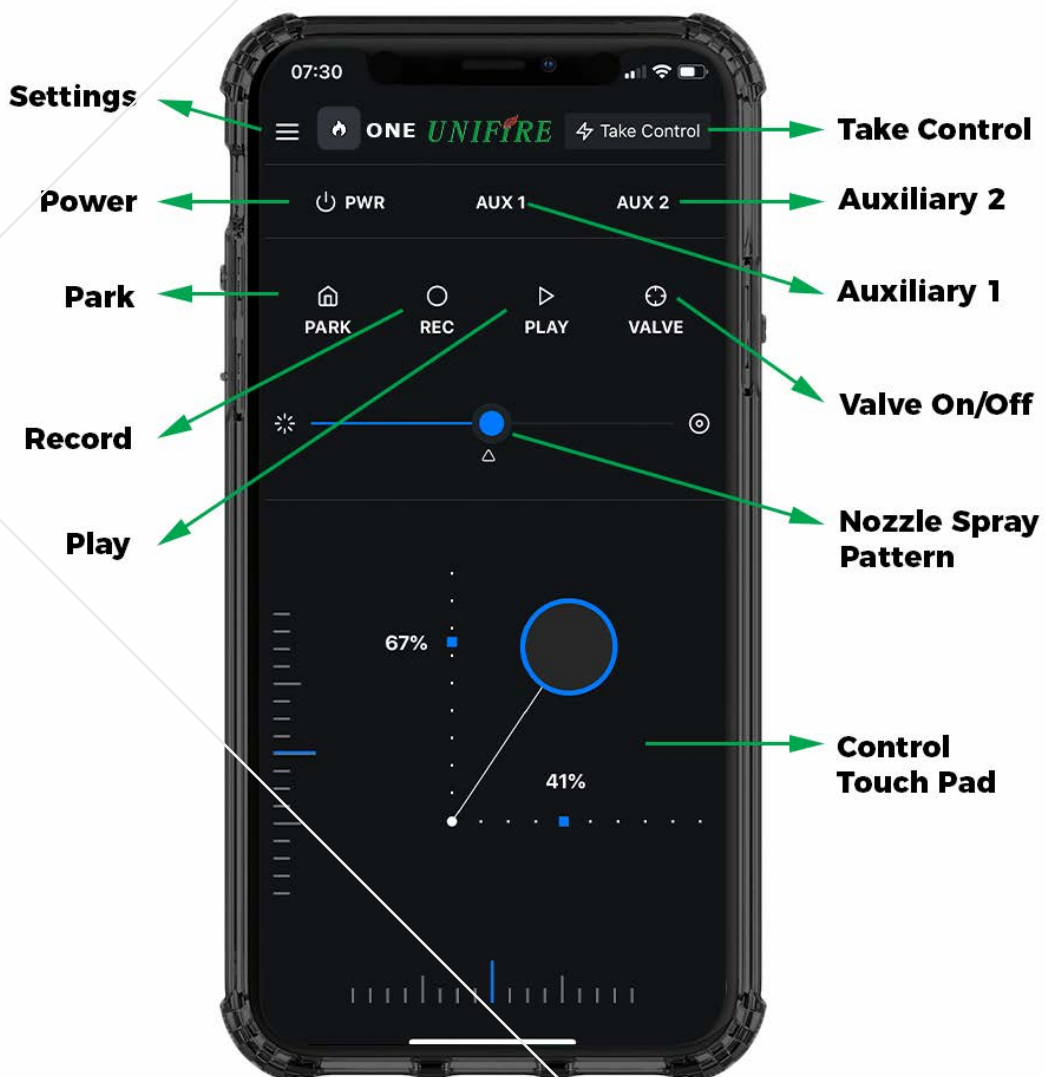 07:30
Settings
ONE UNIFIRE Take Control
Take Control
Power
PWR AUX 1 AUX 2
Auxiliary 2
Park
Auxiliary 1
PARK REC PLAY VALVE
Record
Valve On/Off
Play
Nozzle Spray
Pattern
67%
41%
Control
Touch Pad